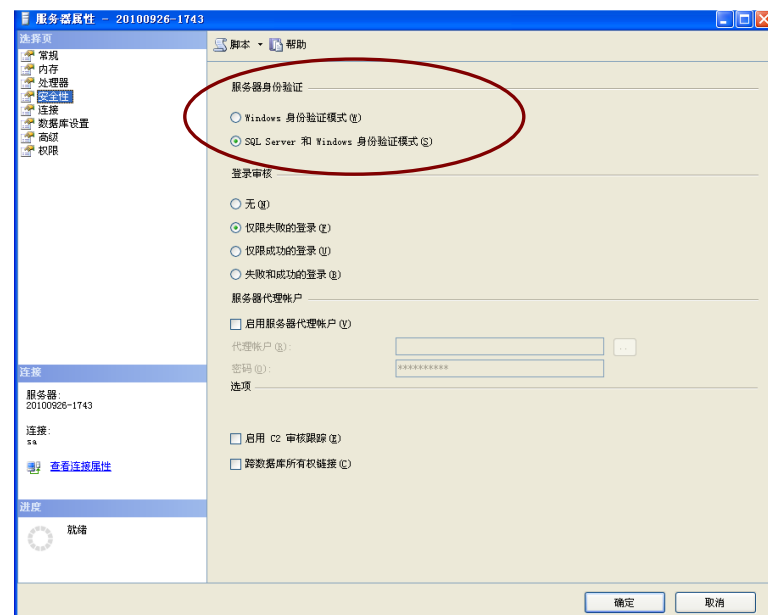 服务器属性 - 20100926-1743
选择页
常规
内存
处理器
安全性
连接
数据库设置
高级
权限
脚本 帮助
服务器身份验证
Windows 身份验证模式(W)
SQL Server 和 Windows 身份验证模式(S)
登录审核
无(N)
仅限失败的登录(F)
仅限成功的登录(U)
失败和成功的登录(B)
服务器代理帐户
启用服务器代理帐户(V)
代理帐户(R):
..
密码(O):
**********
选项
启用 C2 审核跟踪(E)
跨数据库所有权链接(C)
连接
服务器:
20100926-1743
连接:
sa
查看连接属性
进度
就绪
确定 取消